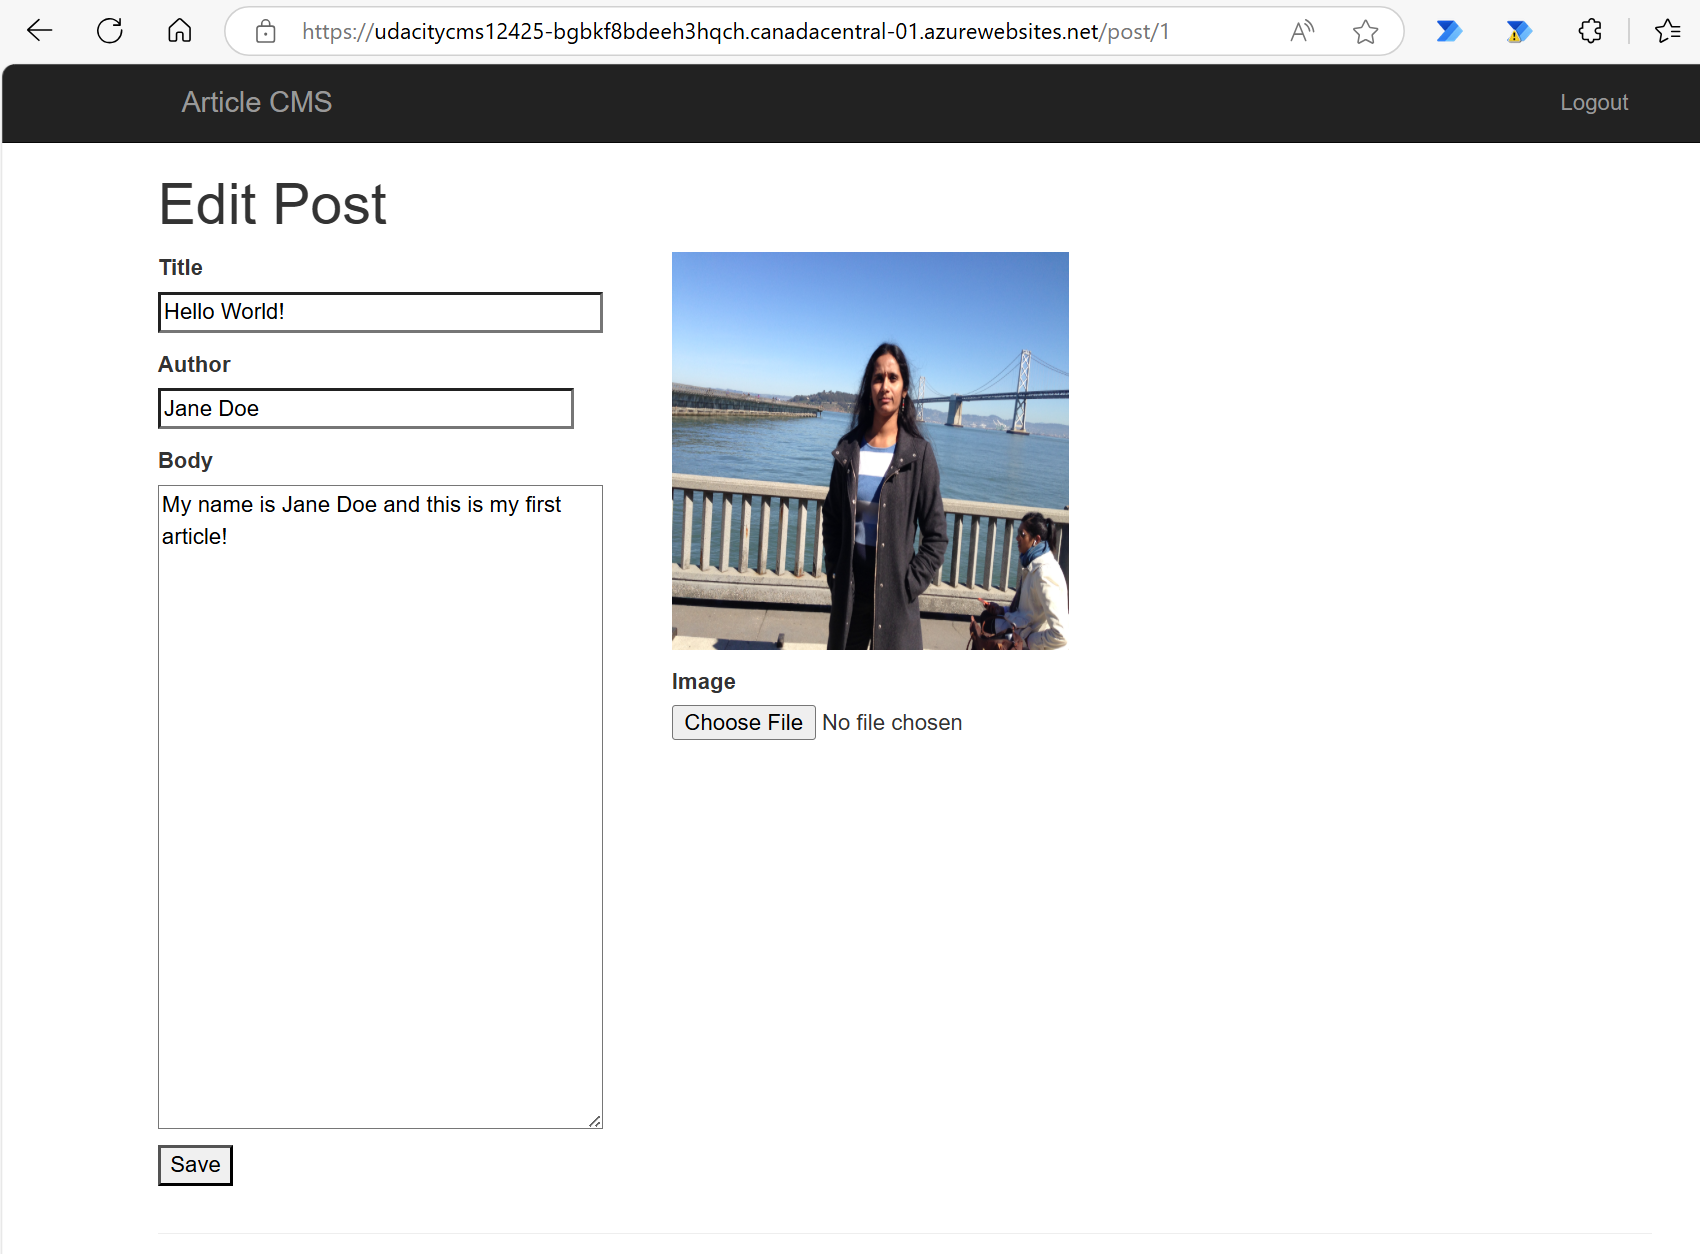 https://udacitycms12425-bgbkf8bdeeh3hqch.canadacentral-01.azurewebsites.net/post/1
Article CMS
Logout
Edit Post
Title
Hello World!
Author
Jane Doe
Body
My name is Jane Doe and this is my first
article!
Image
Choose File No file chosen
Save